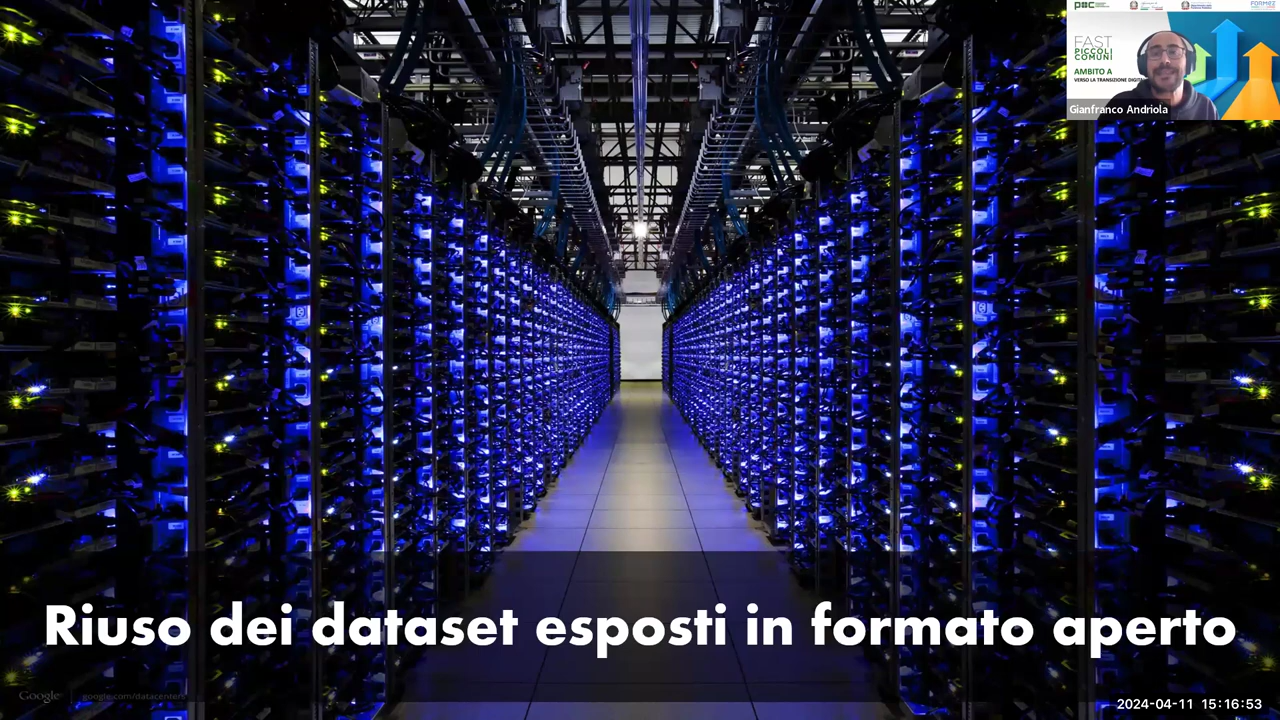 FORMEZ
FAST
PICCOLI
COMUNI
AMBITO A
VERSO LA TRANSIZIONE DIGITA
Gianfranco Andriola
Riuso dei dataset esposti in formato aperto
Google google.com/datacenters
2024-04-11 15:16:53